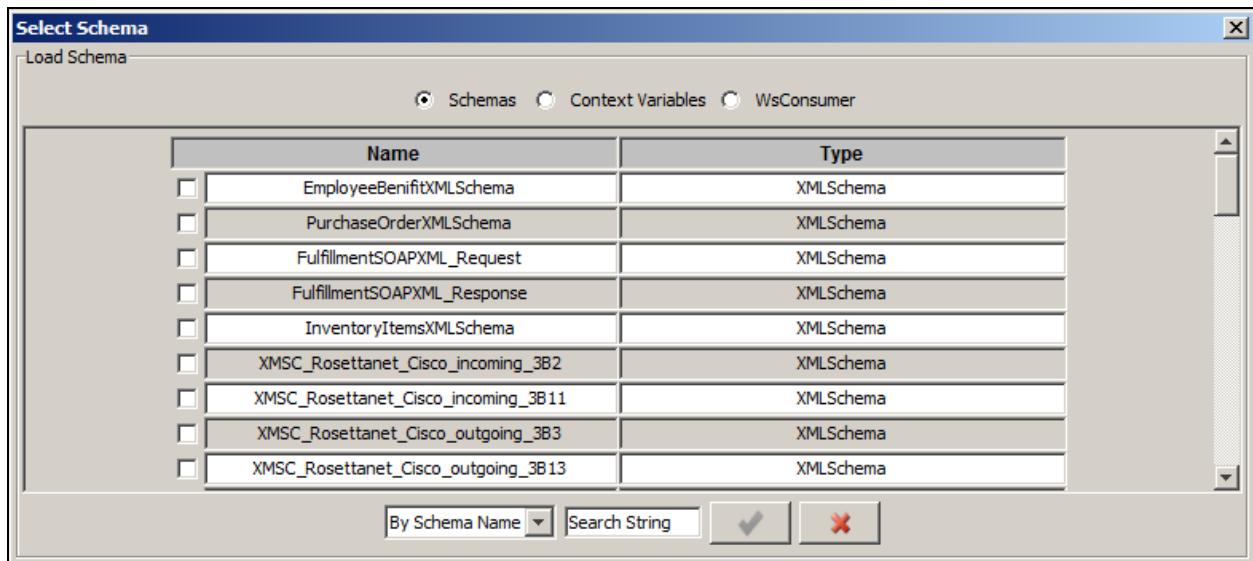 Select Schema
Load Schema
Schemas Context Variables WsConsumer
Name Type
EmployeeBenifitXMLSchema XMLSchema
PurchaseOrderXMLSchema XMLSchema
FulfillmentSOAPXML_Request XMLSchema
FulfillmentSOAPXML_Response XMLSchema
InventoryItemsXMLSchema XMLSchema
XMSC_Rosettanet_Cisco_incoming_3B2 XMLSchema
XMSC_Rosettanet_Cisco_incoming_3B11 XMLSchema
XMSC_Rosettanet_Cisco_outgoing_3B3 XMLSchema
XMSC_Rosettanet_Cisco_outgoing_3B13 XMLSchema
By Schema Name Search String